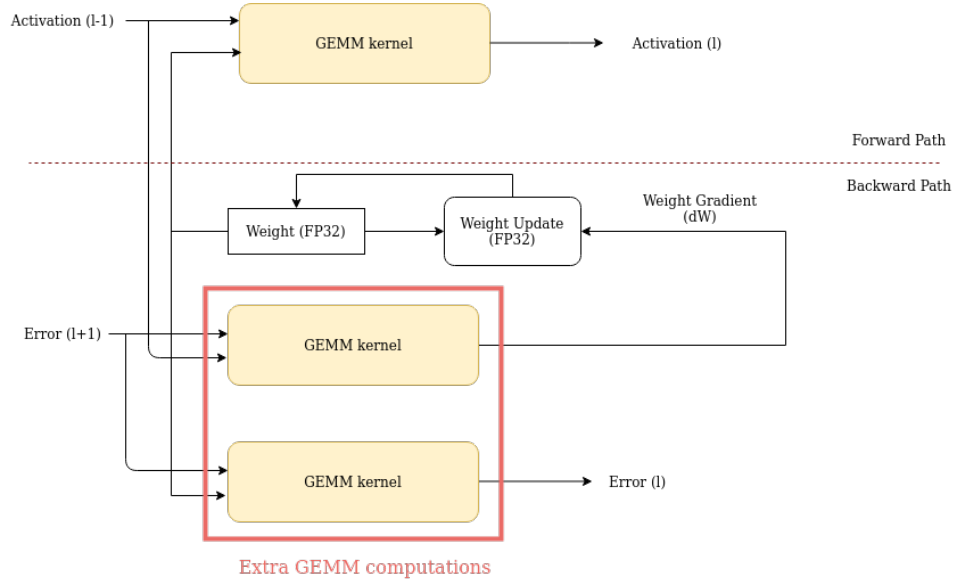 Activation (l-1)
GEMM kernel
Activation (l)
Forward Path
Backward Path
Weight Gradient
(dW)
Weight (FP32)
Weight Update
(FP32)
Error (l+1)
GEMM kernel
GEMM kernel
Error (l)
Extra GEMM computations